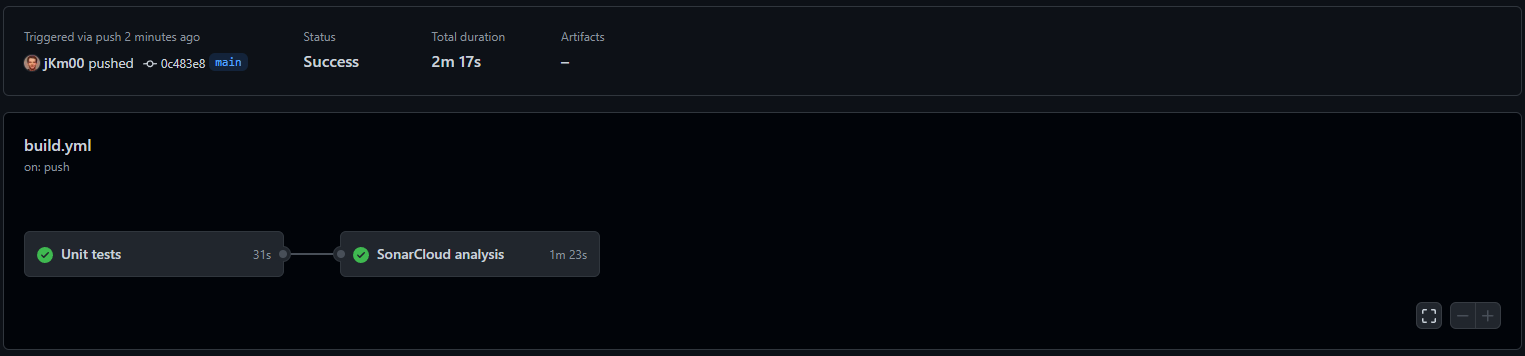 Triggered via push 2 minutes ago
jKm00 pushed 0c483e8 main
Status
Success
Total duration
2m 17s
Artifacts
–
build.yml
on: push
Unit tests 31s
SonarCloud analysis 1m 23s